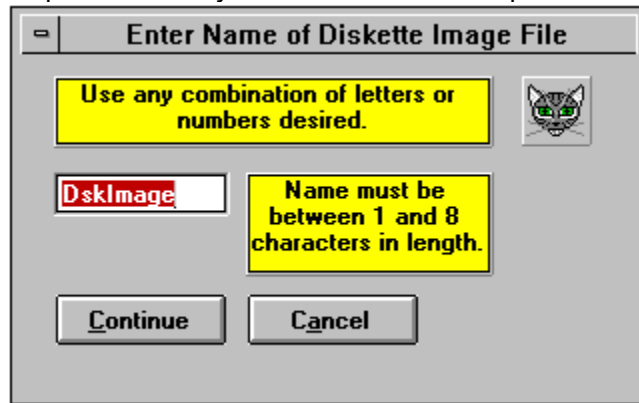 Enter Name of Diskette Image File
Use any combination of letters or
numbers desired.
DskImage
Name must be
between 1 and 8
characters in length.
Continue
Cancel